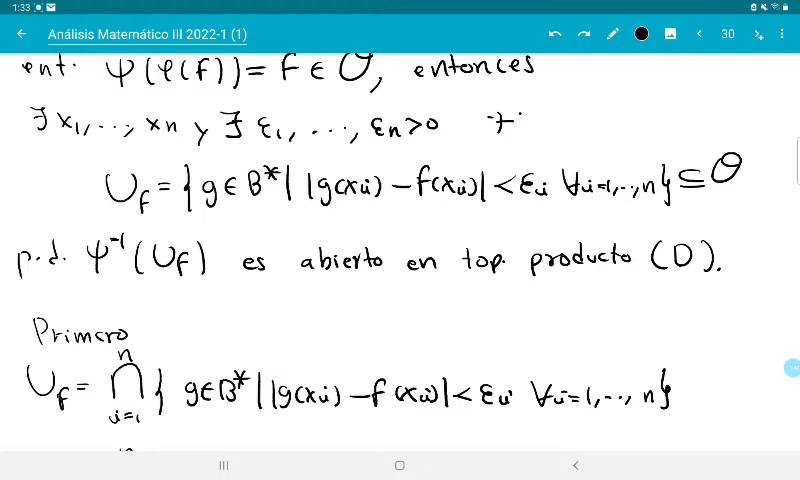 1:33
Análisis Matemático III 2022-1 (1)
30
ent. Ψ(φ(f)) = f ∈ O, entonces
∃ x₁,..., xn y ∃ ε₁,..., εn>0 t.
U_f = { g∈B* | |g(xi) – f(xi)| < εi ∀i=1,..,n} ⊆ O
p.d. Ψ⁻¹(U_f) es abierto en top. producto (D).
Primero
U_f = ⋂_{i=1}^{n} { g∈B* | |g(xi) – f(xi)| < εi ∀i=1,..,n}
n